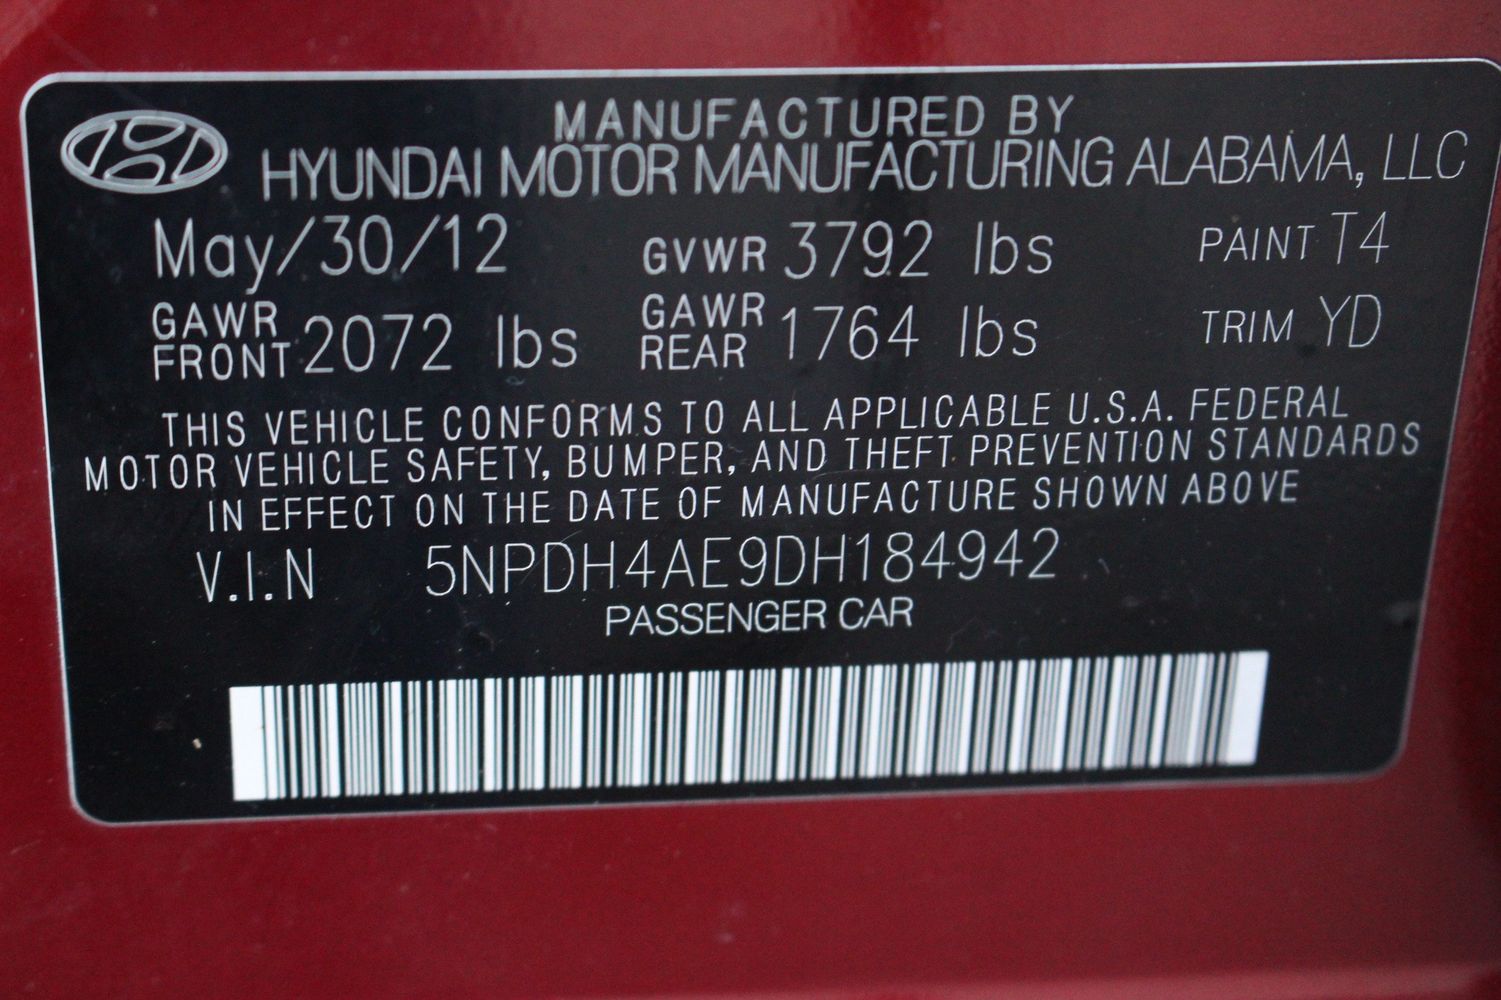 MANUFACTURED BY
HYUNDAI MOTOR MANUFACTURING ALABAMA, LLC
May/30/12 GVWR 3792 lbs PAINT T4
GAWR FRONT 2072 lbs GAWR REAR 1764 lbs TRIM YD
THIS VEHICLE CONFORMS TO ALL APPLICABLE U.S.A. FEDERAL
MOTOR VEHICLE SAFETY, BUMPER, AND THEFT PREVENTION STANDARDS
IN EFFECT ON THE DATE OF MANUFACTURE SHOWN ABOVE
V.I.N 5NPDH4AE9DH184942
PASSENGER CAR